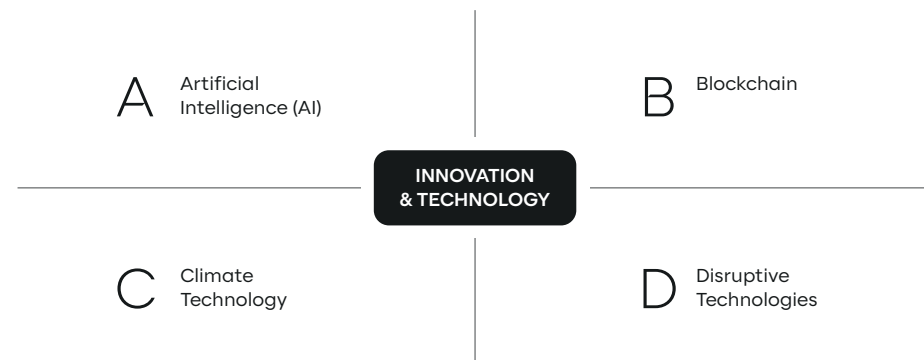 A
Artificial
Intelligence (AI)
B
Blockchain
INNOVATION
& TECHNOLOGY
C
Climate
Technology
D
Disruptive
Technologies